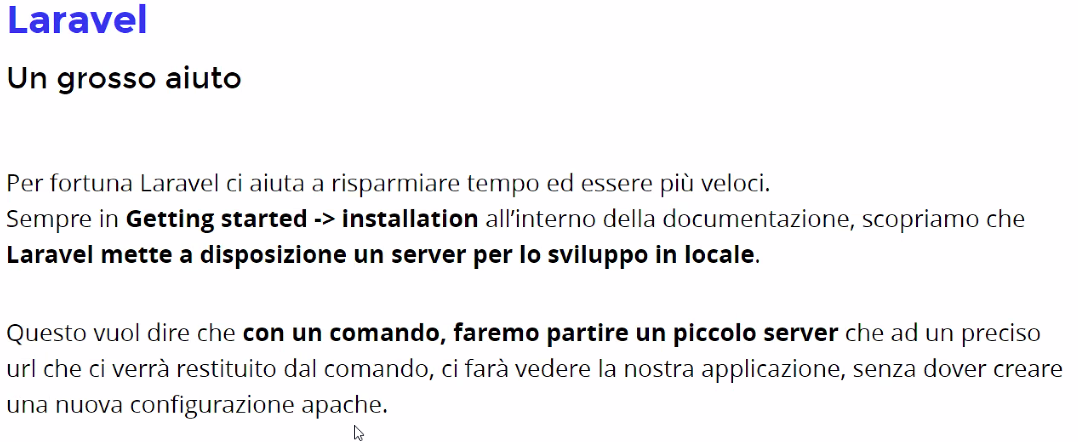 Laravel
Un grosso aiuto
Per fortuna Laravel ci aiuta a risparmiare tempo ed essere più veloci.
Sempre in Getting started -> installation all’interno della documentazione, scopriamo che
Laravel mette a disposizione un server per lo sviluppo in locale.
Questo vuol dire che con un comando, faremo partire un piccolo server che ad un preciso
url che ci verrà restituito dal comando, ci farà vedere la nostra applicazione, senza dover creare
una nuova configurazione apache.